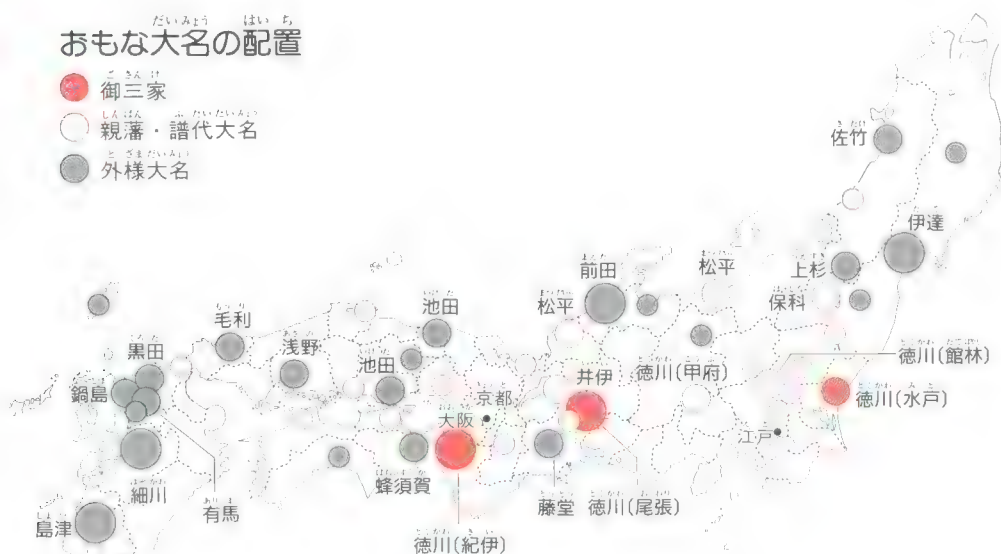 おもな大名の配置
御三家
親藩・譜代大名
外様大名
佐竹
伊達
上杉
松平
保科
前田
松平
池田
毛利
浅野
池田
黒田
鍋島
徳川(館林)
徳川(甲府)
徳川(水戸)
井伊
京都
大阪
江戸
蜂須賀
藤堂
徳川(尾張)
細川
有馬
島津
徳川(紀伊)